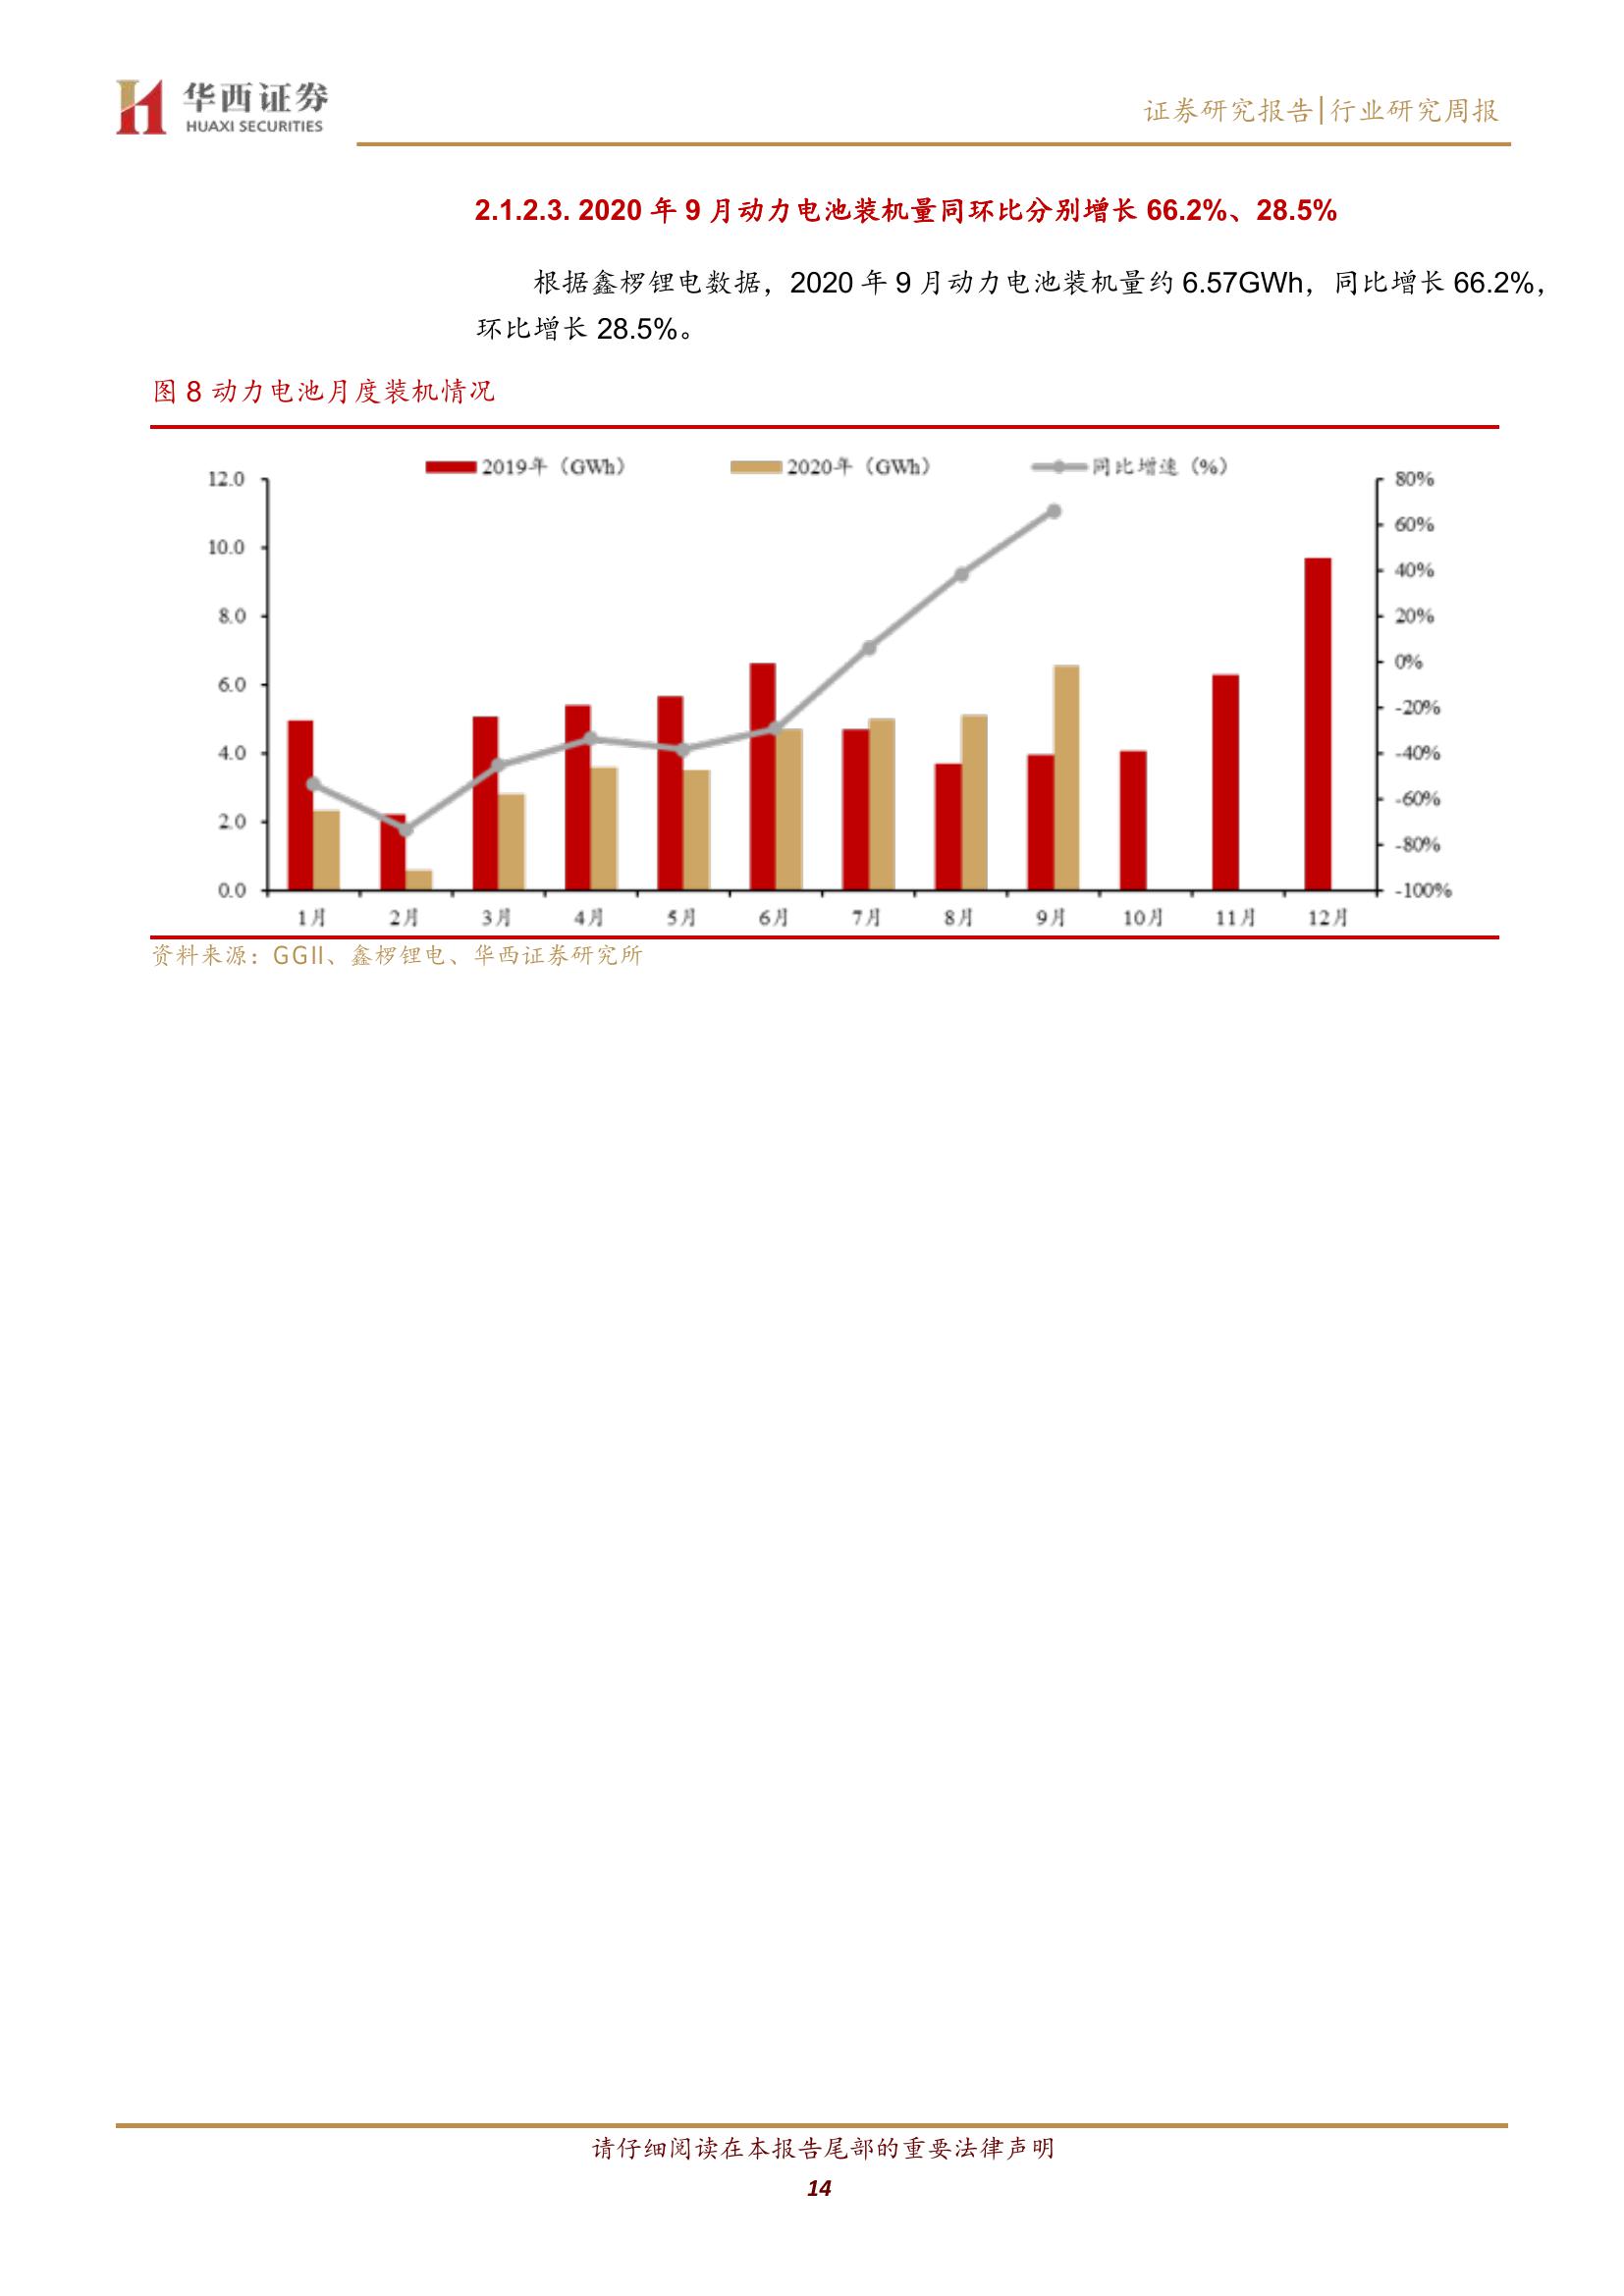 华西证券
HUAXI SECURITIES
证券研究报告|行业研究周报
2.1.2.3. 2020 年 9 月动力电池装机量同环比分别增长 66.2%、28.5%
根据鑫椤锂电数据，2020 年 9 月动力电池装机量约 6.57GWh，同比增长 66.2%，
环比增长 28.5%。
图 8 动力电池月度装机情况
2019年（GWh） 2020年（GWh） 同比增速（%）
12.0 80%
60%
10.0
40%
8.0 20%
0%
6.0
-20%
4.0 -40%
-60%
2.0
-80%
0.0 -100%
1月 2月 3月 4月 5月 6月 7月 8月 9月 10月 11月 12月
资料来源：GGII、鑫椤锂电、华西证券研究所
请仔细阅读在本报告尾部的重要法律声明
14